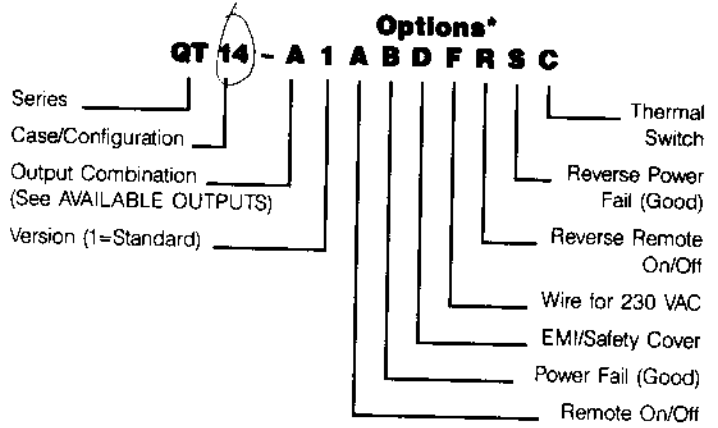 Options*
QT 14 - A 1 A B D F R S C
Series
Case/Configuration
Output Combination
(See AVAILABLE OUTPUTS)
Version (1=Standard)
Thermal
Switch
Reverse Power
Fail (Good)
Reverse Remote
On/Off
Wire for 230 VAC
EMI/Safety Cover
Power Fail (Good)
Remote On/Off